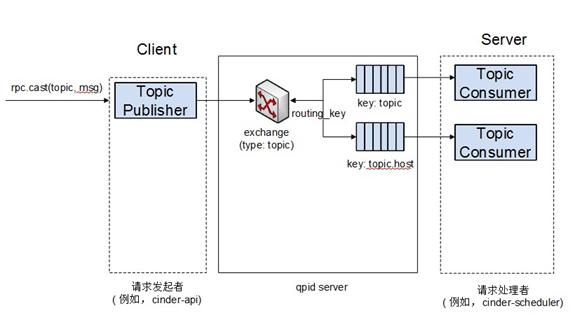 Client
Server
rpc.cast(topic, msg)
Topic
Publisher
exchange
(type: topic)
routing_key
key: topic
key: topic.host
Topic
Consumer
Topic
Consumer
请求发起者
( 例如， cinder-api)
qpid server
请求处理者
(例如， cinder-scheduler)